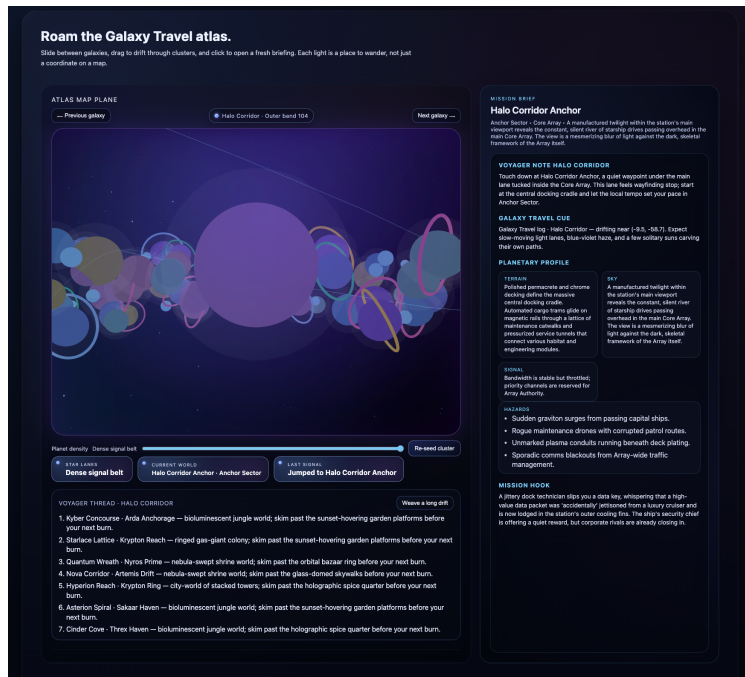 Roam the Galaxy Travel atlas.
Slide between galaxies, drag to drift through clusters, and click to open a fresh briefing. Each light is a place to wander, not just
a coordinate on a map.
ATLAS MAP PLANE
← Previous galaxy
Halo Corridor · Outer band 104
Next galaxy →
Planet density
Dense signal belt
Re-seed cluster
STAR LANES
Dense signal belt
CURRENT WORLD
Halo Corridor Anchor · Anchor Sector
LAST SIGNAL
Jumped to Halo Corridor Anchor
VOYAGER THREAD · HALO CORRIDOR
Weave a long drift
1. Kyber Concourse · Arda Anchorage — bioluminescent jungle world; skim past the sunset-hovering garden platforms before
your next burn.
2. Starlace Lattice · Krypton Reach — ringed gas-giant colony; skim past the sunset-hovering garden platforms before your next
burn.
3. Quantum Wreath · Nyros Prime — nebula-swept shrine world; skim past the orbital bazaar ring before your next burn.
4. Nova Corridor · Artemis Drift — nebula-swept shrine world; skim past the glass-domed skywalks before your next burn.
5. Hyperion Reach · Krypton Ring — city-world of stacked towers; skim past the holographic spice quarter before your next
burn.
6. Asterion Spiral · Sakaar Haven — bioluminescent jungle world; skim past the sunset-hovering garden platforms before your
next burn.
7. Cinder Cove · Threx Haven — bioluminescent jungle world; skim past the holographic spice quarter before your next burn.
MISSION BRIEF
Halo Corridor Anchor
Anchor Sector • Core Array • A manufactured twilight within the station's main
viewport reveals the constant, silent river of starship drives passing overhead in the
main Core Array. The view is a mesmerizing blur of light against the dark, skeletal
framework of the Array itself.
VOYAGER NOTE HALO CORRIDOR
Touch down at Halo Corridor Anchor, a quiet waypoint under the main
lane tucked inside the Core Array. This lane feels wayfinding stop; start
at the central docking cradle and let the local tempo set your pace in
Anchor Sector.
GALAXY TRAVEL CUE
Galaxy Travel log · Halo Corridor — drifting near (-9.5, -58.7). Expect
slow-moving light lanes, blue-violet haze, and a few solitary suns carving
their own paths.
PLANETARY PROFILE
TERRAIN
Polished permacrete and chrome
decking define the massive
central docking cradle.
Automated cargo trams glide on
magnetic rails through a lattice of
maintenance catwalks and
pressurized service tunnels that
connect various habitat and
engineering modules.
SKY
A manufactured twilight within
the station's main viewport
reveals the constant, silent river
of starship drives passing
overhead in the main Core Array.
The view is a mesmerizing blur of
light against the dark, skeletal
framework of the Array itself.
SIGNAL
Bandwidth is stable but throttled;
priority channels are reserved for
Array Authority.
HAZARDS
• Sudden graviton surges from passing capital ships.
• Rogue maintenance drones with corrupted patrol routes.
• Unmarked plasma conduits running beneath deck plating.
• Sporadic comms blackouts from Array-wide traffic
management.
MISSION HOOK
A jittery dock technician slips you a data key, whispering that a high-
value data packet was 'accidentally' jettisoned from a luxury cruiser and
is now lodged in the station's outer cooling fins. The ship's security chief
is offering a quiet reward, but corporate rivals are already closing in.